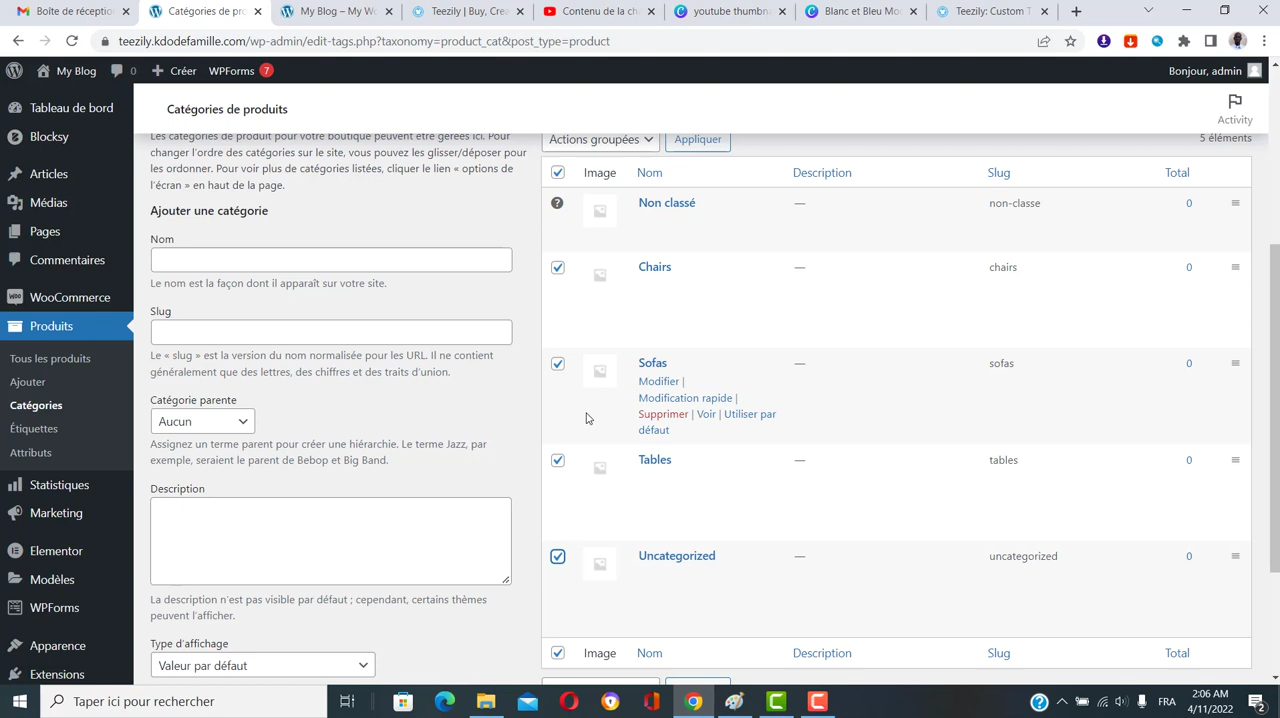 Boîte de réception
Catégories de pro
My Blog – My Wo
Teezily | Buy, Crea
Contenu de la cha
youtube thumbna
Blanc et Bleu Mod
Teezily: Custom T
teezily.kdodefamille.com/wp-admin/edit-tags.php?taxonomy=product_cat&post_type=product
My Blog 0 Créer WPForms 7 Bonjour, admin
Catégories de produits
Activity
Tableau de bord
Blocksy
Articles
Médias
Pages
Commentaires
WooCommerce
Produits
Tous les produits
Ajouter
Catégories
Étiquettes
Attributs
Statistiques
Marketing
Elementor
Modèles
WPForms
Apparence
Extensions
Les catégories de produit pour votre boutique peuvent être gérées ici. Pour
changer l’ordre des catégories sur le site, vous pouvez les glisser/déposer pour
les ordonner. Pour voir plus de catégories listées, cliquer le lien « options de
l’écran » en haut de la page.
Ajouter une catégorie
Nom
Le nom est la façon dont il apparaît sur votre site.
Slug
Le « slug » est la version du nom normalisée pour les URL. Il ne contient
généralement que des lettres, des chiffres et des traits d’union.
Catégorie parente
Aucun
Assignez un terme parent pour créer une hiérarchie. Le terme Jazz, par
exemple, seraient le parent de Bebop et Big Band.
Description
La description n’est pas visible par défaut ; cependant, certains thèmes
peuvent l’afficher.
Type d’affichage
Valeur par défaut
Actions groupées Appliquer 5 éléments
Image Nom Description Slug Total
? Non classé — non-classe 0
Chairs — chairs 0
Sofas — sofas 0
Modifier |
Modification rapide |
Supprimer | Voir | Utiliser par
défaut
Tables — tables 0
Uncategorized — uncategorized 0
Image Nom Description Slug Total
Taper ici pour rechercher
FRA
2:06 AM
4/11/2022
2